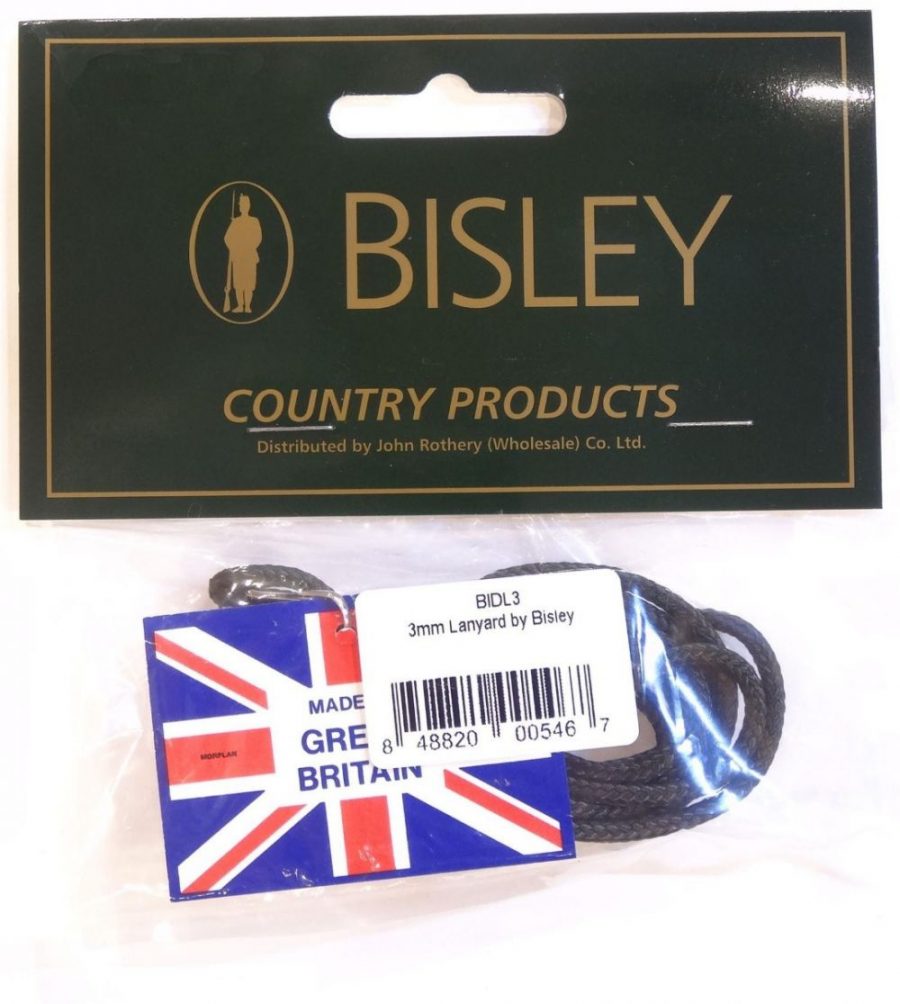 BISLEY
COUNTRY PRODUCTS
Distributed by John Rothery (Wholesale) Co. Ltd.
BIDL3
3mm Lanyard by Bisley
8 48820 00546 7
MADE
GRE
BRITAIN
MORPLAN